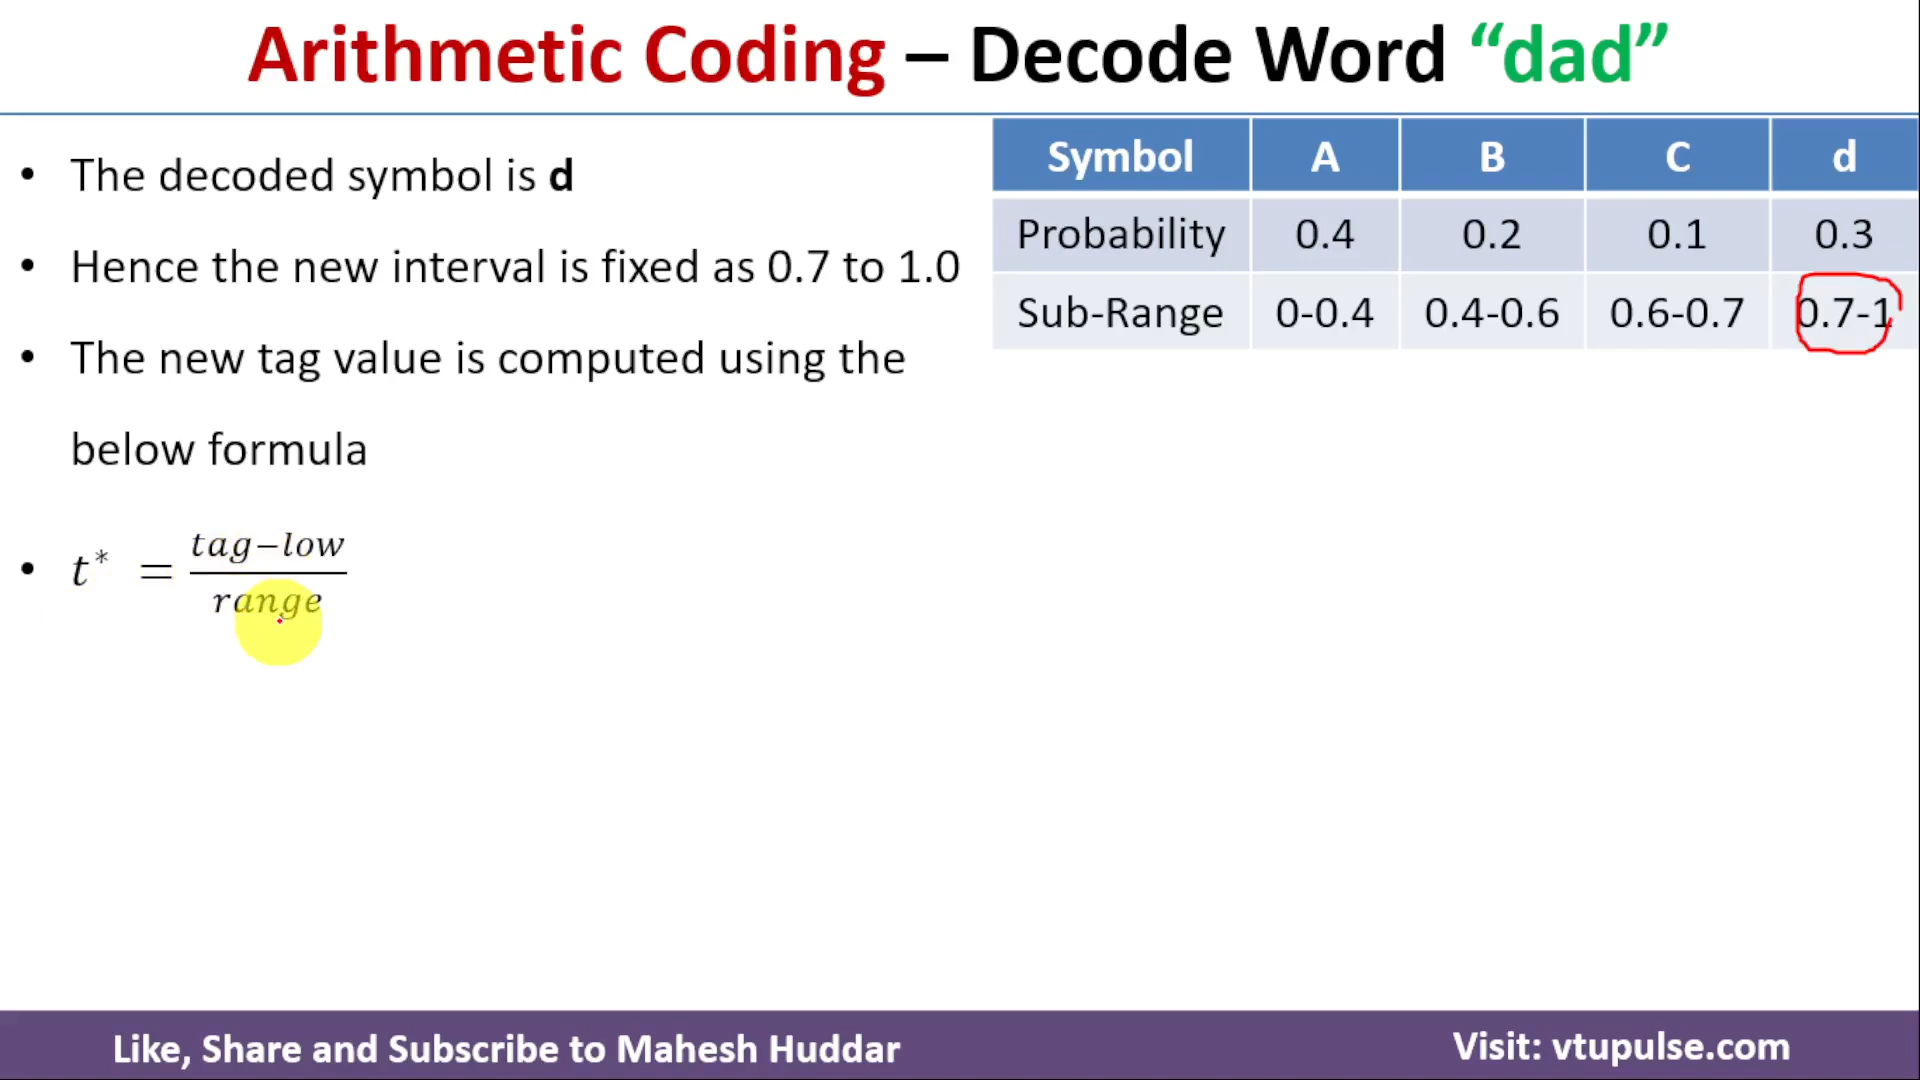 Arithmetic Coding – Decode Word “dad”
• The decoded symbol is d
• Hence the new interval is fixed as 0.7 to 1.0
• The new tag value is computed using the
below formula
• t* = tag−low / range
Symbol A B C d
Probability 0.4 0.2 0.1 0.3
Sub-Range 0-0.4 0.4-0.6 0.6-0.7 0.7-1
Like, Share and Subscribe to Mahesh Huddar
Visit: vtupulse.com